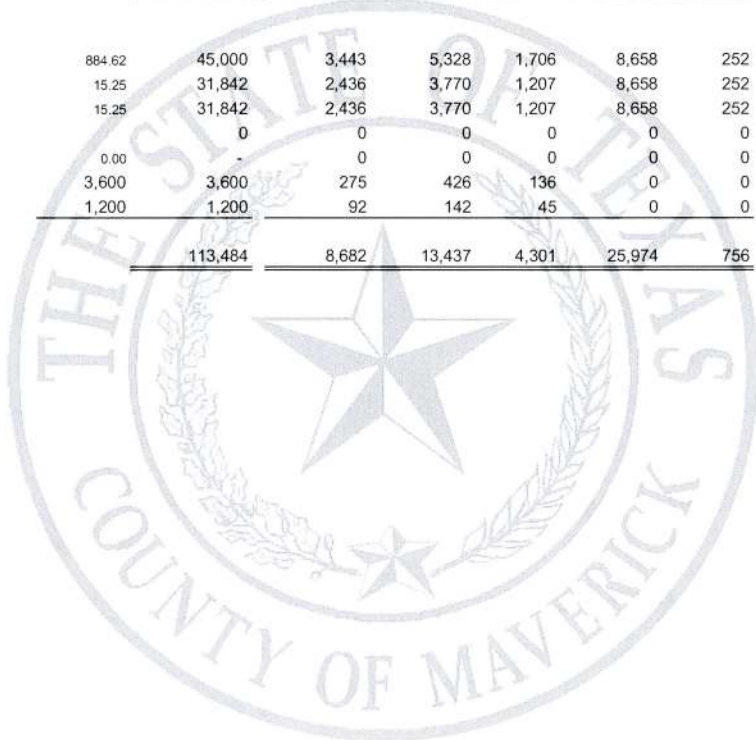 884.62 45,000 3,443 5,328 1,706 8,658 252
15.25 31,842 2,436 3,770 1,207 8,658 252
15.25 31,842 2,436 3,770 1,207 8,658 252
0 0 0 0 0 0
0.00 - 0 0 0 0 0
3,600 3,600 275 426 136 0 0
1,200 1,200 92 142 45 0 0
113,484 8,682 13,437 4,301 25,974 756
THE STATE OF TEXAS
COUNTY OF MAVERICK